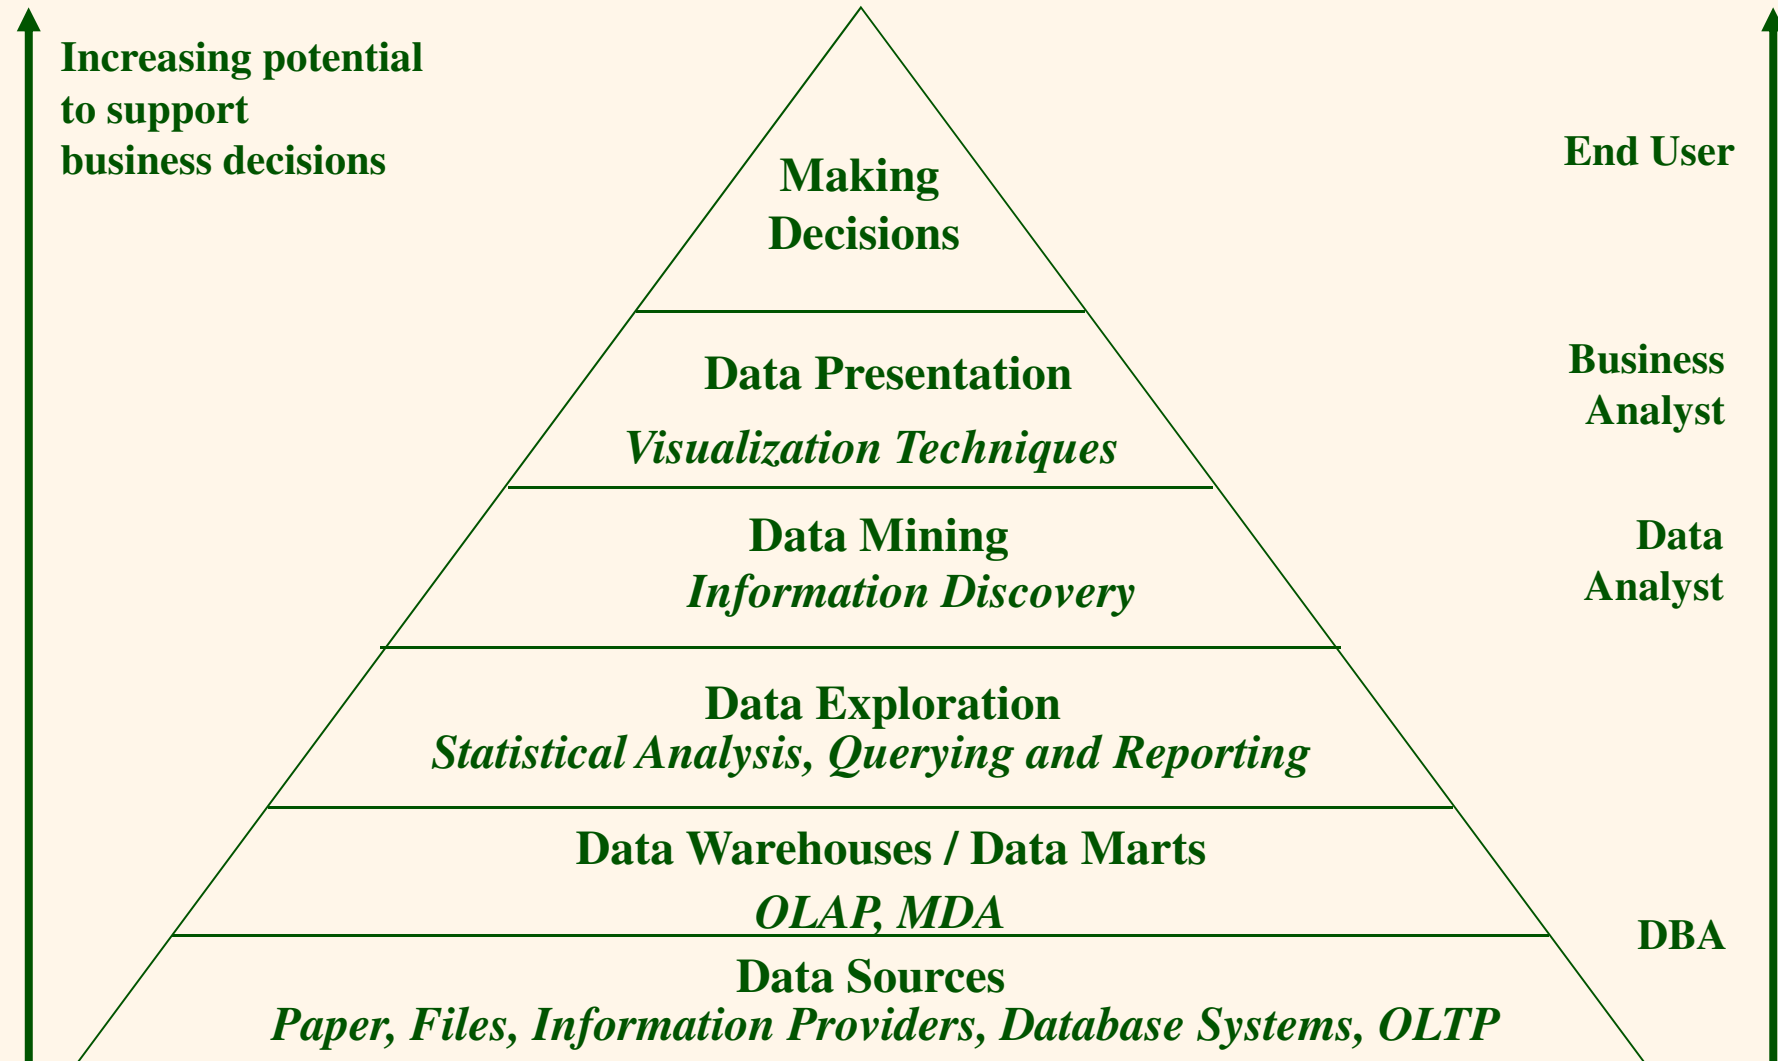 Increasing potential
to support
business decisions
End User
Making
Decisions
Business
Analyst
Data Presentation
Visualization Techniques
Data
Analyst
Data Mining
Information Discovery
Data Exploration
Statistical Analysis, Querying and Reporting
Data Warehouses / Data Marts
OLAP, MDA
DBA
Data Sources
Paper, Files, Information Providers, Database Systems, OLTP